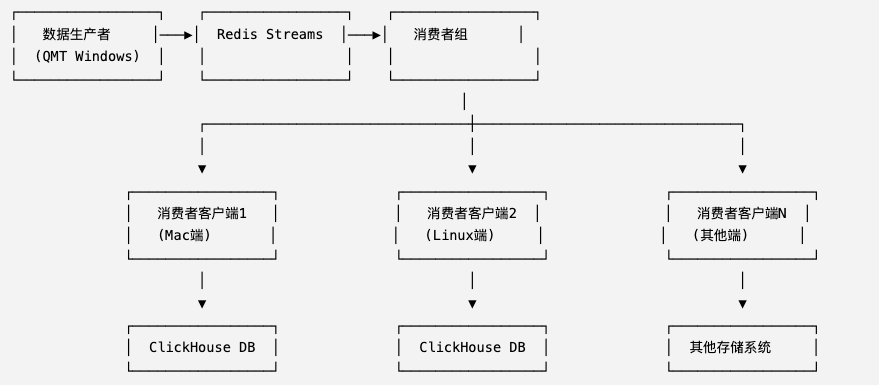 数据生产者
Redis Streams
消费者组
(QMT Windows)
消费者客户端1
消费者客户端2
消费者客户端N
(Mac端)
(Linux端)
(其他端)
ClickHouse DB
ClickHouse DB
其他存储系统